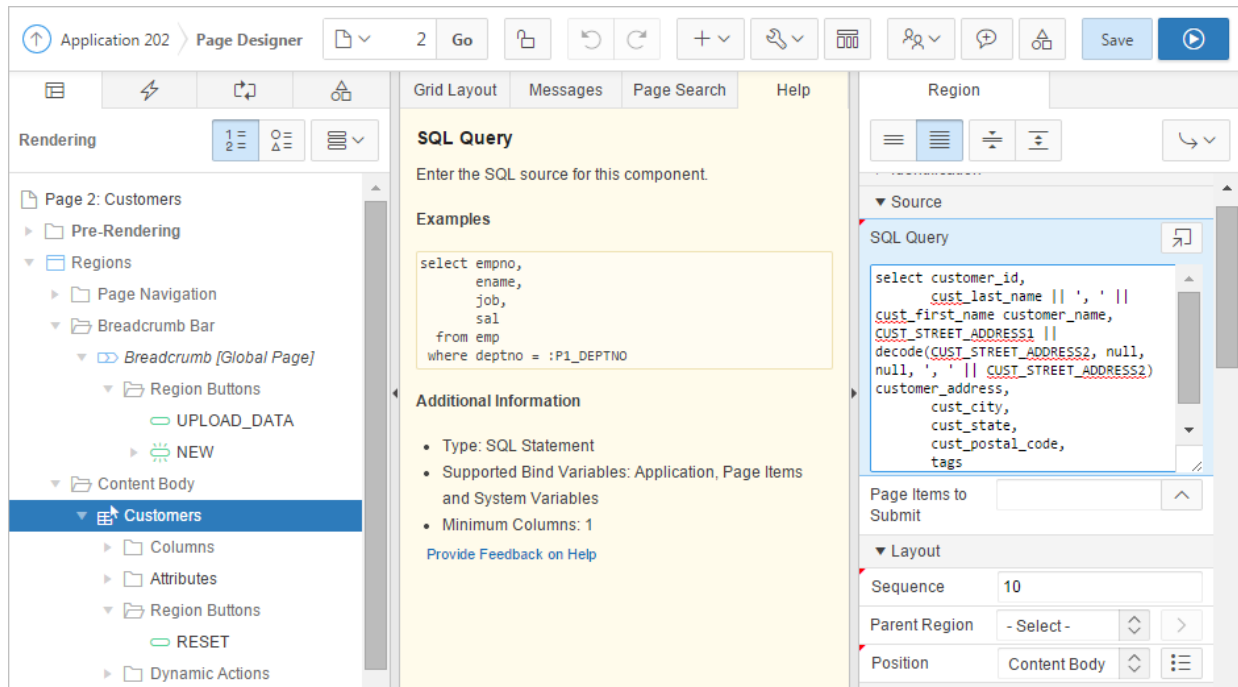 Application 202
Page Designer
2
Go
Save
Rendering
Page 2: Customers
Pre-Rendering
Regions
Page Navigation
Breadcrumb Bar
Breadcrumb [Global Page]
Region Buttons
UPLOAD_DATA
NEW
Content Body
Customers
Columns
Attributes
Region Buttons
RESET
Dynamic Actions
Grid Layout
Messages
Page Search
Help
SQL Query
Enter the SQL source for this component.
Examples
select empno,
ename,
job,
sal
from emp
where deptno = :P1_DEPTNO
Additional Information
Type: SQL Statement
Supported Bind Variables: Application, Page Items
and System Variables
Minimum Columns: 1
Provide Feedback on Help
Region
Source
SQL Query
select customer_id,
cust_last_name || ', ' ||
cust_first_name customer_name,
CUST_STREET_ADDRESS1 ||
decode(CUST_STREET_ADDRESS2, null,
null, ', ' || CUST_STREET_ADDRESS2)
customer_address,
cust_city,
cust_state,
cust_postal_code,
tags
Page Items to
Submit
Layout
Sequence
10
Parent Region
- Select -
Position
Content Body